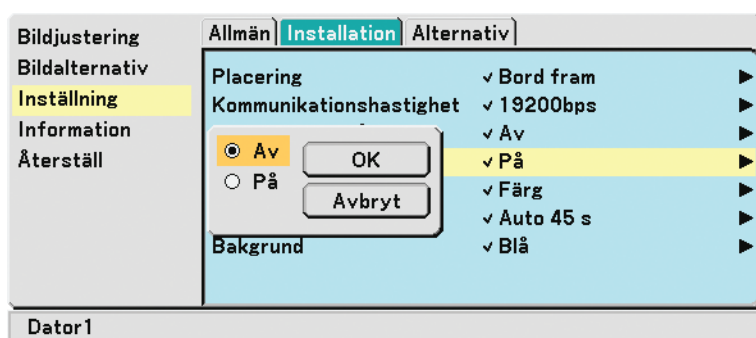 Bildjustering
Bildalternativ
Inställning
Information
Återställ
Allmän Installation Alternativ
Placering ✓ Bord fram
Kommunikationshastighet ✓ 19200bps
✓ Av
✓ På
✓ Färg
✓ Auto 45 s
Bakgrund ✓ Blå
Av
På
OK
Avbryt
Dator1